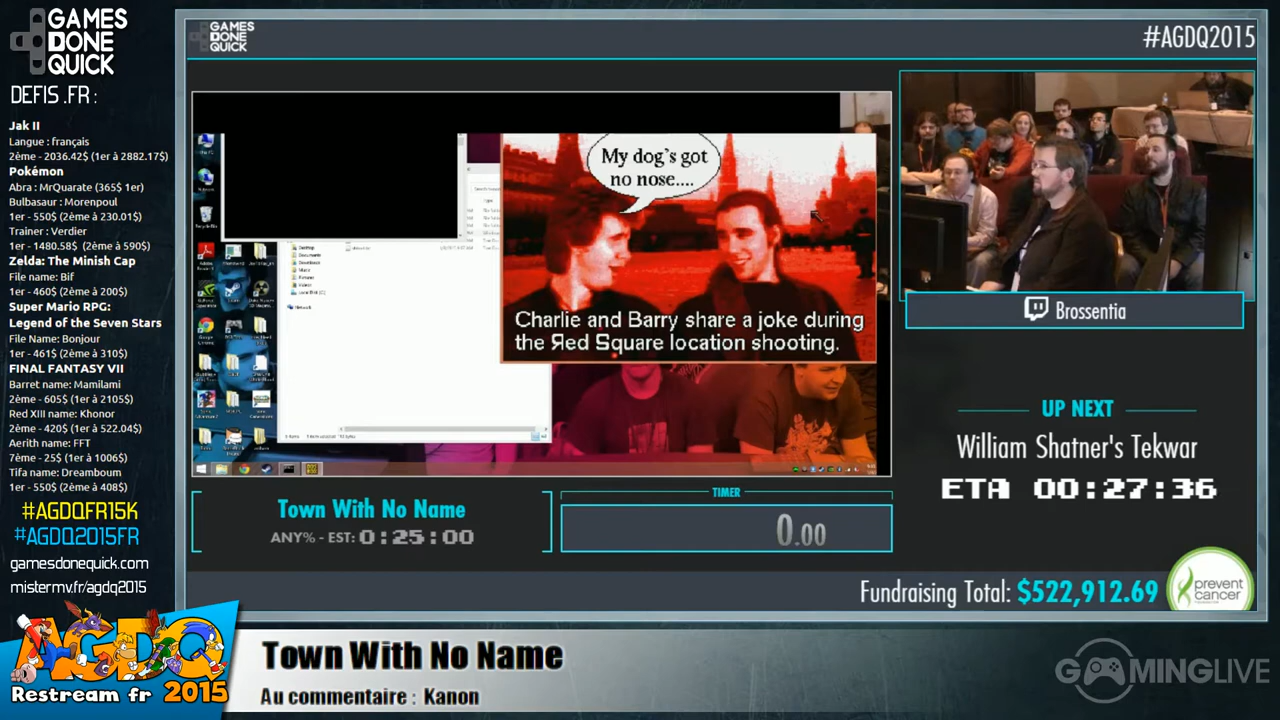 GAMES
DONE
QUICK
DEFIS .FR :
Jak II
Langue : français
2ème - 2036.42$ (1er à 2882.17$)
Pokémon
Abra : MrQuarate (365$ 1er)
Bulbasaur : Morenpoul
1er - 550$ (2ème à 230.01$)
Trainer : Verdier
1er - 1480.58$ (2ème à 590$)
Zelda: The Minish Cap
File name: Bif
1er - 460$ (2ème à 200$)
Super Mario RPG:
Legend of the Seven Stars
File Name: Bonjour
1er - 461$ (2ème à 310$)
FINAL FANTASY VII
Barret name: Mamilami
2ème - 605$ (1er à 2105$)
Red XIII name: Khonor
2ème - 420$ (1er à 522.04$)
Aerith name: FFT
7ème - 25$ (1er à 1006$)
Tifa name: Dreamboum
1er - 550$ (2ème à 408$)
#AGDQFR15K
#AGDQ2015FR
gamesdonequick.com
mistermv.fr/agdq2015
AGDQ
Restream fr 2015
GAMES
DONE
QUICK
#AGDQ2015
My dog's got
no nose....
Charlie and Barry share a joke during
the Яed Square location shooting.
Desktop
Documents
Downloads
Music
Pictures
Videos
Network
Brossentia
UP NEXT
William Shatner's Tekwar
ETA 00:27:36
Town With No Name
ANY% - EST: 0:25:00
TIMER
0.00
Fundraising Total: $522,912.69
prevent
cancer
Town With No Name
Au commentaire : Kanon
GAMINGLIVE